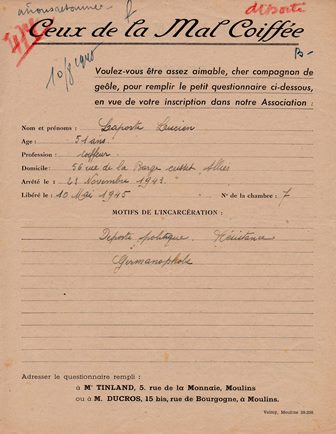 à nous retourner
déporté
Ceux de la Mal Coiffée
10/8 1945
B-
Voulez-vous être assez aimable, cher compagnon de
geôle, pour remplir le petit questionnaire ci-dessous,
en vue de votre inscription dans notre Association :
Nom et prénoms : Laporte Lucien
Age : 51 ans.
Profession : coiffeur
Domicile : 56 rue de la Barge cusset Allier
Arrêté le : 23 Novembre 1943
Libéré le : 10 Mai 1945 N° de la chambre : 7
MOTIFS DE L'INCARCÉRATION :
Déporté politique. Résistance
Germanophobe
Adresser le questionnaire rempli :
à Mr TINLAND, 5, rue de la Monnaie, Moulins
ou à M. DUCROS, 15 bis, rue de Bourgogne, à Moulins.